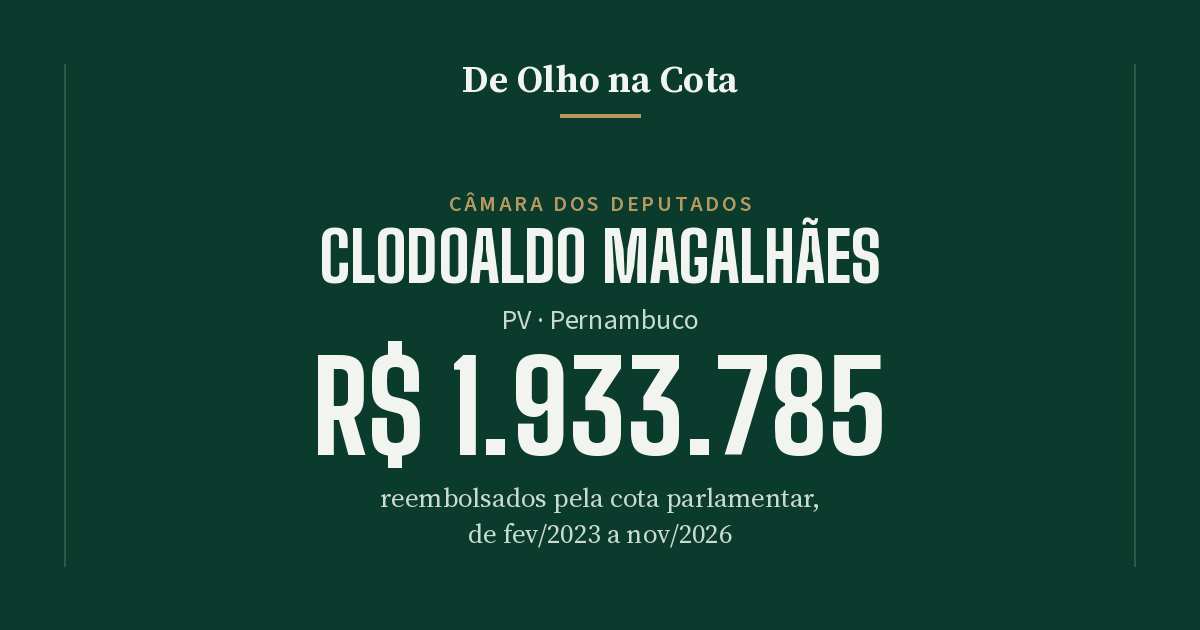 De Olho na Cota
CÂMARA DOS DEPUTADOS
CLODOALDO MAGALHÃES
PV · Pernambuco
R$ 1.933.785
reembolsados pela cota parlamentar,
de fev/2023 a nov/2026